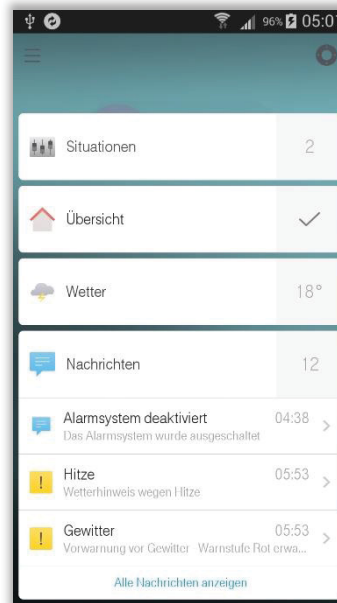 96% 05:0
Situationen 2
Übersicht
Wetter 18°
Nachrichten 12
Alarmsystem deaktiviert 04:38
Das Alarmsystem wurde ausgeschaltet
Hitze 05:53
Wetterhinweis wegen Hitze
Gewitter 05:53
Vorwarnung vor Gewitter Warnstufe Rot erwa...
Alle Nachrichten anzeigen